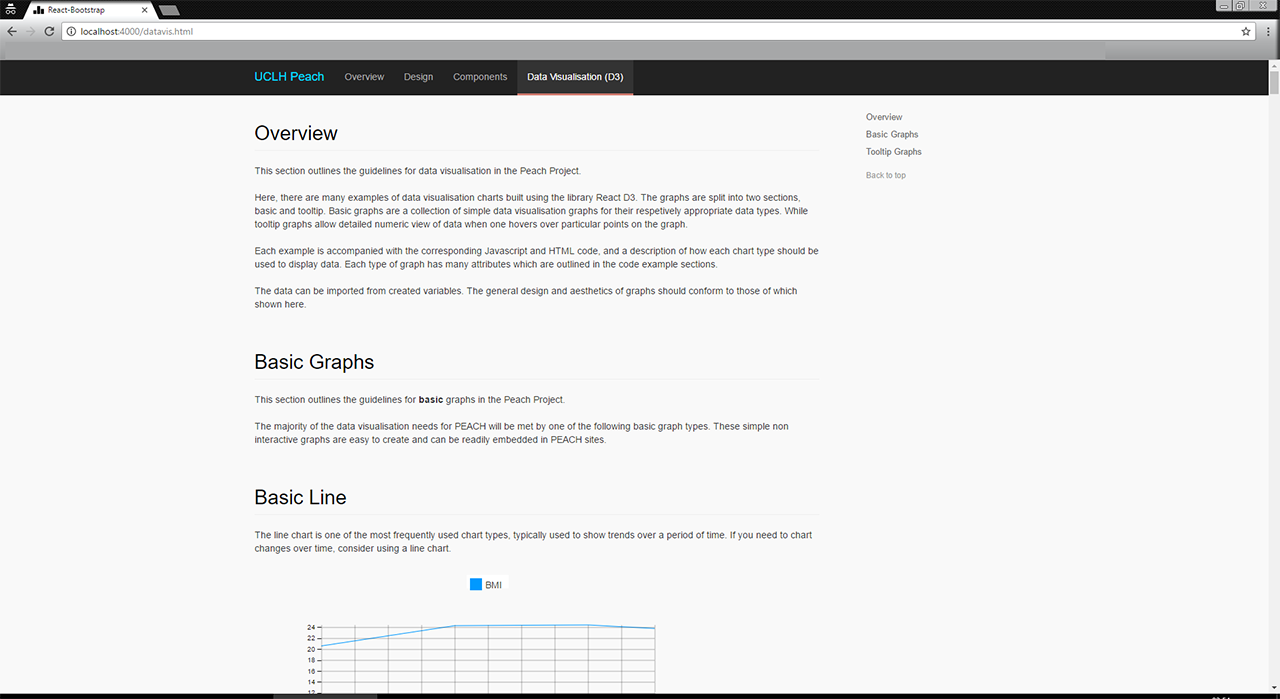 React-Bootstrap
localhost:4000/datavis.html
UCLH Peach Overview Design Components Data Visualisation (D3)
Overview
This section outlines the guidelines for data visualisation in the Peach Project.
Here, there are many examples of data visualisation charts built using the library React D3. The graphs are split into two sections,
basic and tooltip. Basic graphs are a collection of simple data visualisation graphs for their respetively appropriate data types. While
tooltip graphs allow detailed numeric view of data when one hovers over particular points on the graph.
Each example is accompanied with the corresponding Javascript and HTML code, and a description of how each chart type should be
used to display data. Each type of graph has many attributes which are outlined in the code example sections.
The data can be imported from created variables. The general design and aesthetics of graphs should conform to those of which
shown here.
Basic Graphs
This section outlines the guidelines for basic graphs in the Peach Project.
The majority of the data visualisation needs for PEACH will be met by one of the following basic graph types. These simple non
interactive graphs are easy to create and can be readily embedded in PEACH sites.
Basic Line
The line chart is one of the most frequently used chart types, typically used to show trends over a period of time. If you need to chart
changes over time, consider using a line chart.
BMI
24
22
20
18
16
14
12
Overview
Basic Graphs
Tooltip Graphs
Back to top